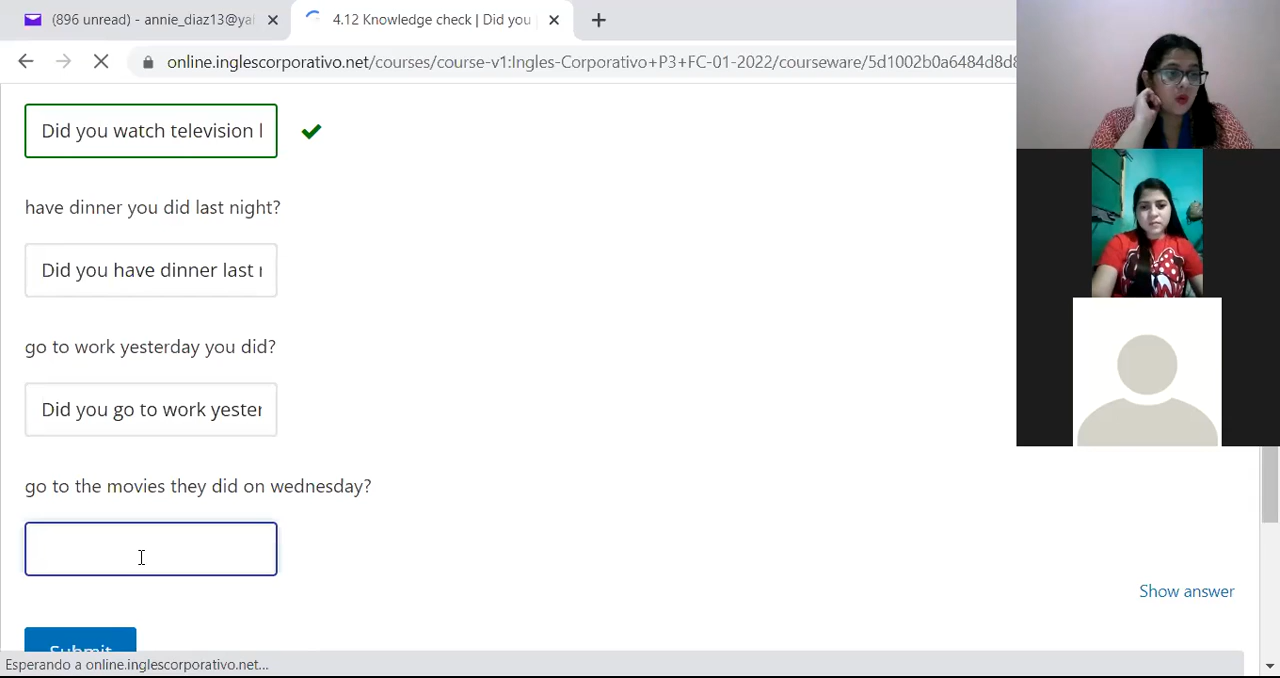 (896 unread) - annie_diaz13@yal
4.12 Knowledge check | Did you
online.inglescorporativo.net/courses/course-v1:Ingles-Corporativo+P3+FC-01-2022/courseware/5d1002b0a6484d8d8
Did you watch television l
have dinner you did last night?
Did you have dinner last
go to work yesterday you did?
Did you go to work yester
go to the movies they did on wednesday?
Show answer
Submit
Esperando a online.inglescorporativo.net...